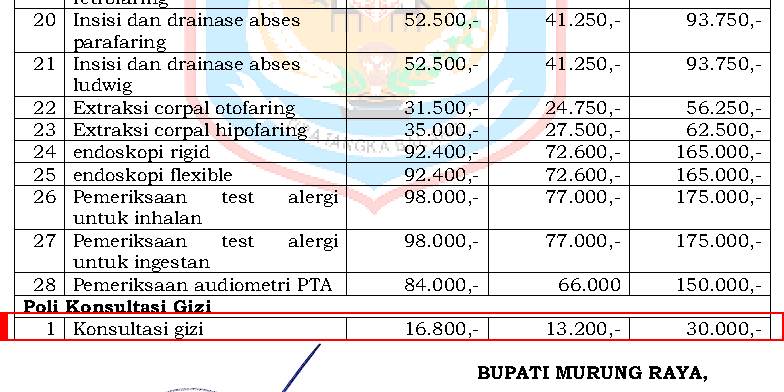 retrofaring
20 Insisi dan drainase abses 52.500,- 41.250,- 93.750,-
parafaring
21 Insisi dan drainase abses 52.500,- 41.250,- 93.750,-
ludwig
22 Extraksi corpal otofaring 31.500,- 24.750,- 56.250,-
23 Extraksi corpal hipofaring 35.000,- 27.500,- 62.500,-
24 endoskopi rigid 92.400,- 72.600,- 165.000,-
25 endoskopi flexible 92.400,- 72.600,- 165.000,-
26 Pemeriksaan test alergi 98.000,- 77.000,- 175.000,-
untuk inhalan
27 Pemeriksaan test alergi 98.000,- 77.000,- 175.000,-
untuk ingestan
28 Pemeriksaan audiometri PTA 84.000,- 66.000 150.000,-
Poli Konsultasi Gizi
1 Konsultasi gizi 16.800,- 13.200,- 30.000,-
BUPATI MURUNG RAYA,